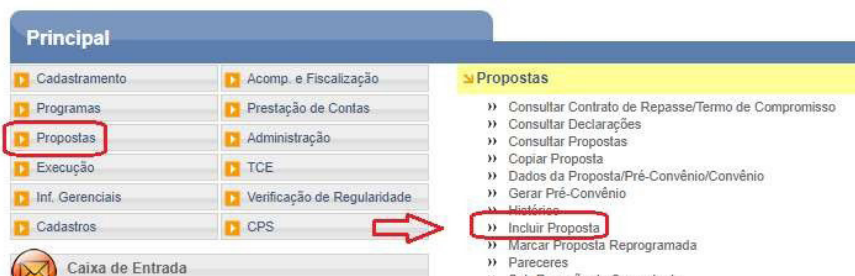 Principal
Cadastramento
Acomp. e Fiscalização
Programas
Prestação de Contas
Propostas
Administração
Execução
TCE
Inf. Gerenciais
Verificação de Regularidade
Cadastros
CPS
Caixa de Entrada
Propostas
Consultar Contrato de Repasse/Termo de Compromisso
Consultar Declarações
Consultar Propostas
Copiar Proposta
Dados da Proposta/Pré-Convênio/Convênio
Gerar Pré-Convênio
Histórico
Incluir Proposta
Marcar Proposta Reprogramada
Pareceres